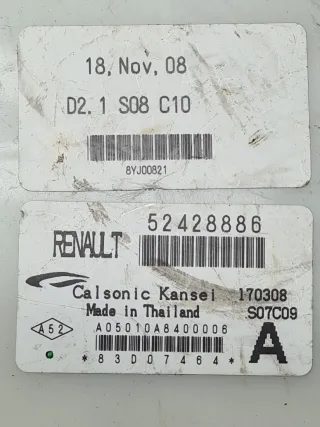 18, Nov, 08
D2. 1 S08 C10
8YJ00821
52428886
RENAULT
Calsonic Kansei 170308
Made in Thailand S07C09
A52
A05010A8400006
A
*83D07464*